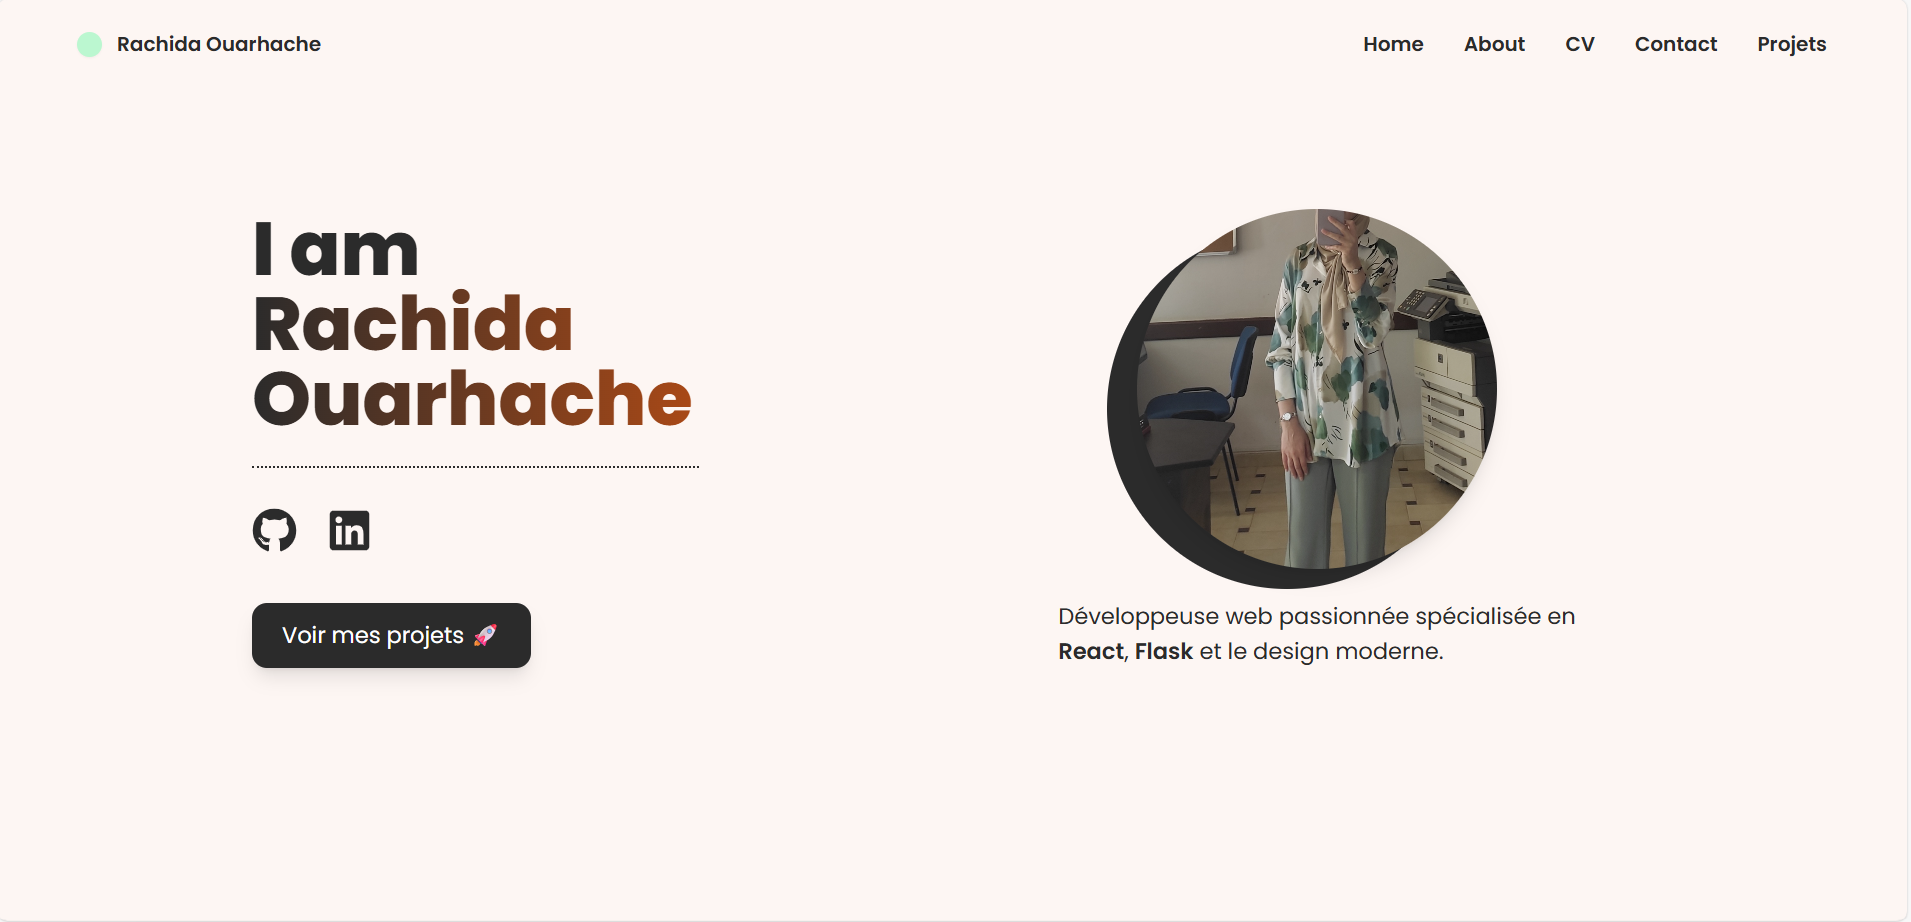 Rachida Ouarhache
Home About CV Contact Projets
I am
Rachida
Ouarhache
in
Voir mes projets 🚀
Développeuse web passionnée spécialisée en
React, Flask et le design moderne.